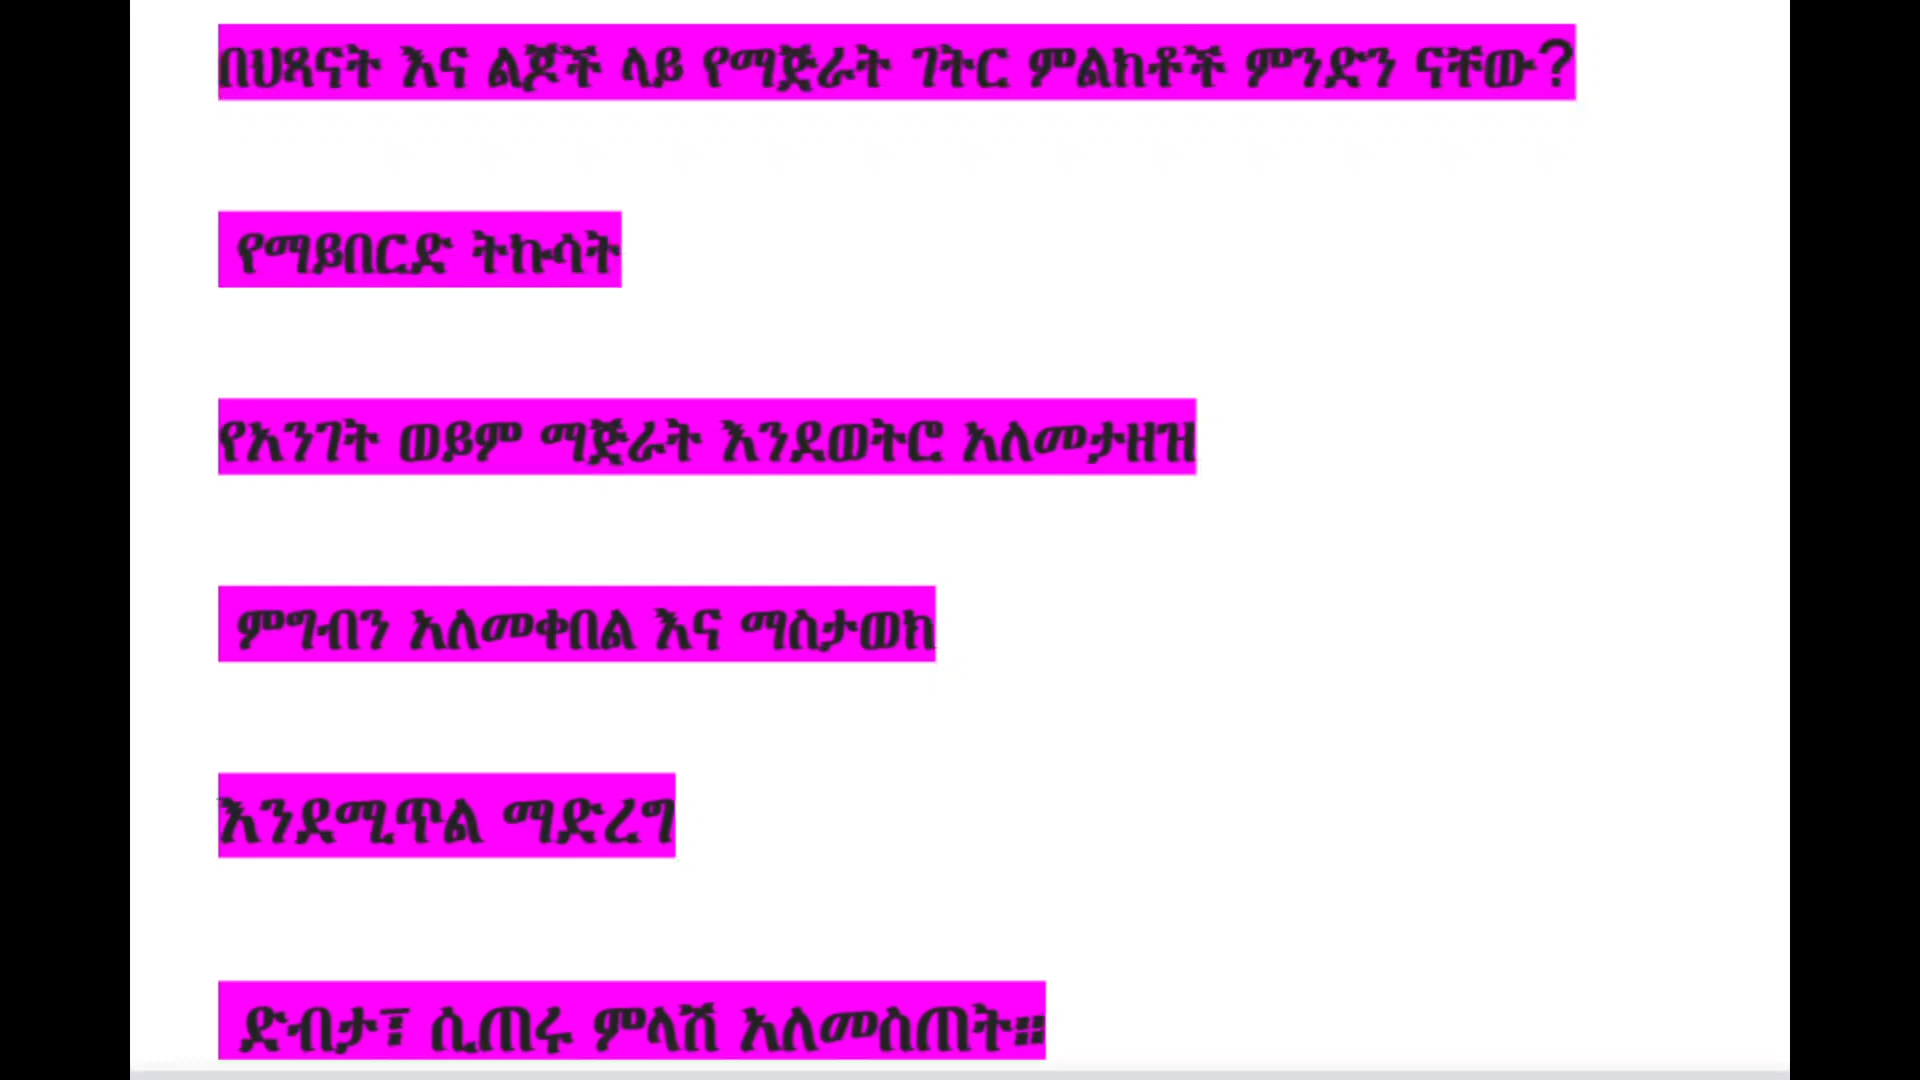 በህጻናት እና ልጆች ላይ የማጅራት ገትር ምልክቶች ምንድን ናቸው?
የማይበርድ ትኩሳት
የአንገት ወይም ማጅራት እንደወትሮ አለመታዘዝ
ምግብን አለመቀበል እና ማስታወክ
እንደሚጥል ማድረግ
ድብታ፣ ሲጠሩ ምላሽ አለመስጠት።